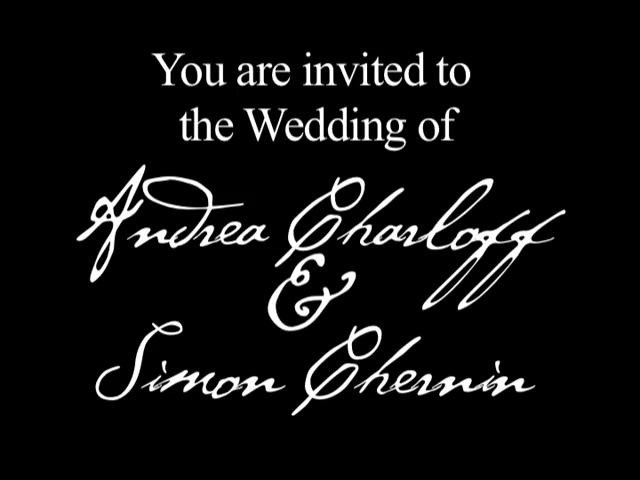 You are invited to
the Wedding of
Andrea Charloff
&
Simon Chernin